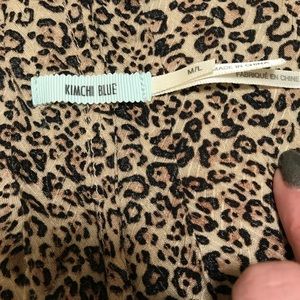 KIMCHI BLUE
M/L
MADE IN CHINA
FABRIQUÉ EN CHINE